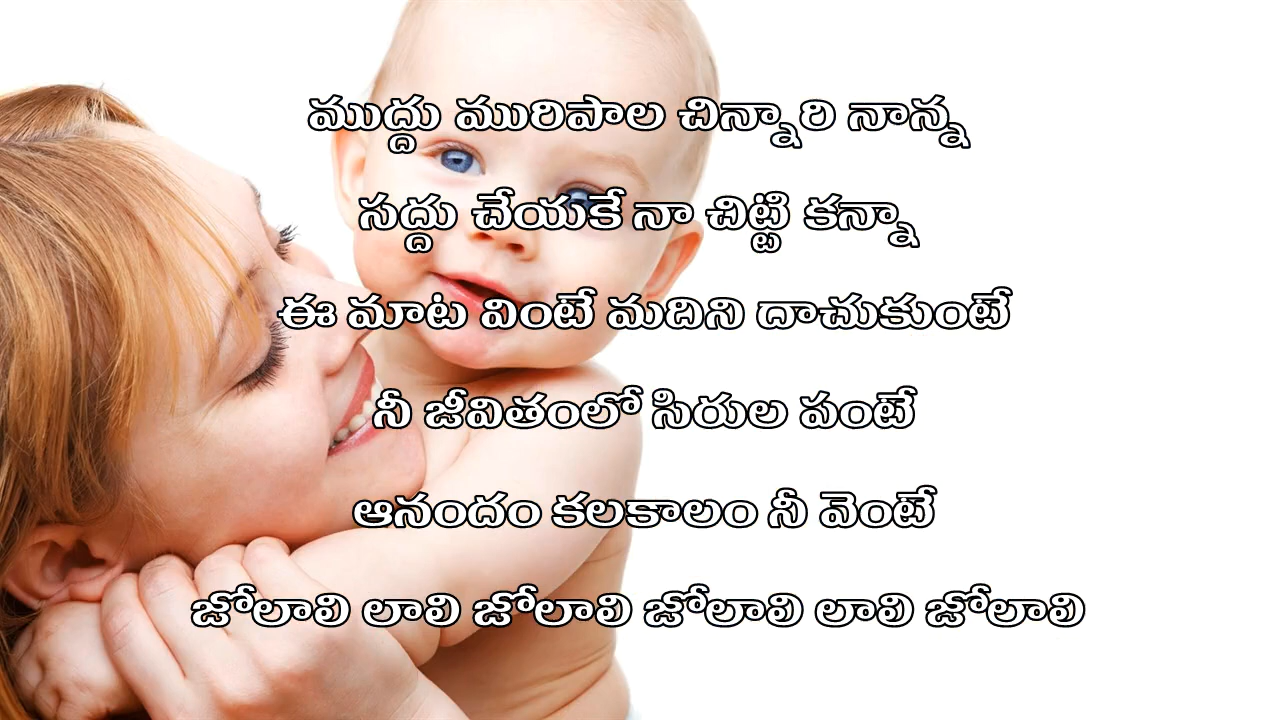 ముద్దు మురిపాల చిన్నారి నాన్న
సద్దు చేయకే నా చిట్టి కన్నా
ఈ మాట వింటే మదిని దాచుకుంటే
నీ జీవితంలో సిరుల పంటే
ఆనందం కలకాలం నీ వెంటే
జోలాలి లాలి జోలాలి జోలాలి లాలి జోలాలి